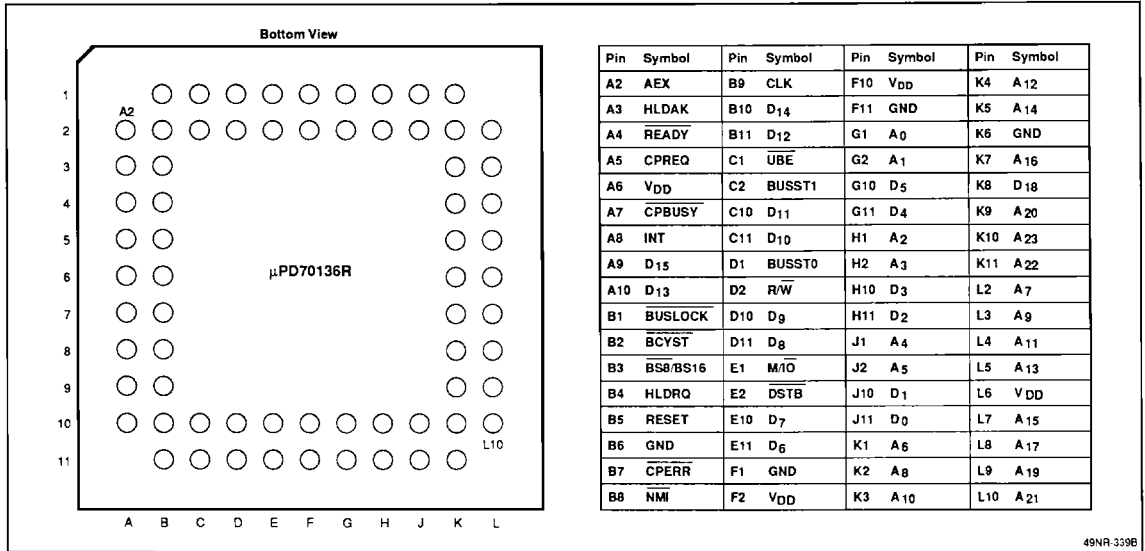 Bottom View
1
A2
2
3
4
5
6
7
8
9
10
11
L10
μPD70136R
A B C D E F G H J K L
Pin Symbol Pin Symbol Pin Symbol Pin Symbol
A2 AEX B9 CLK F10 VDD K4 A12
A3 HLDAK B10 D14 F11 GND K5 A14
A4 READY B11 D12 G1 A0 K6 GND
A5 CPREQ C1 UBE G2 A1 K7 A16
A6 VDD C2 BUSST1 G10 D5 K8 D18
A7 CPBUSY C10 D11 G11 D4 K9 A20
A8 INT C11 D10 H1 A2 K10 A23
A9 D15 D1 BUSST0 H2 A3 K11 A22
A10 D13 D2 R/W H10 D3 L2 A7
B1 BUSLOCK D10 D9 H11 D2 L3 A9
B2 BCYST D11 D8 J1 A4 L4 A11
B3 BS8/BS16 E1 M/IO J2 A5 L5 A13
B4 HLDRQ E2 DSTB J10 D1 L6 VDD
B5 RESET E10 D7 J11 D0 L7 A15
B6 GND E11 D6 K1 A6 L8 A17
B7 CPERR F1 GND K2 A8 L9 A19
B8 NMI F2 VDD K3 A10 L10 A21
49NR-339B